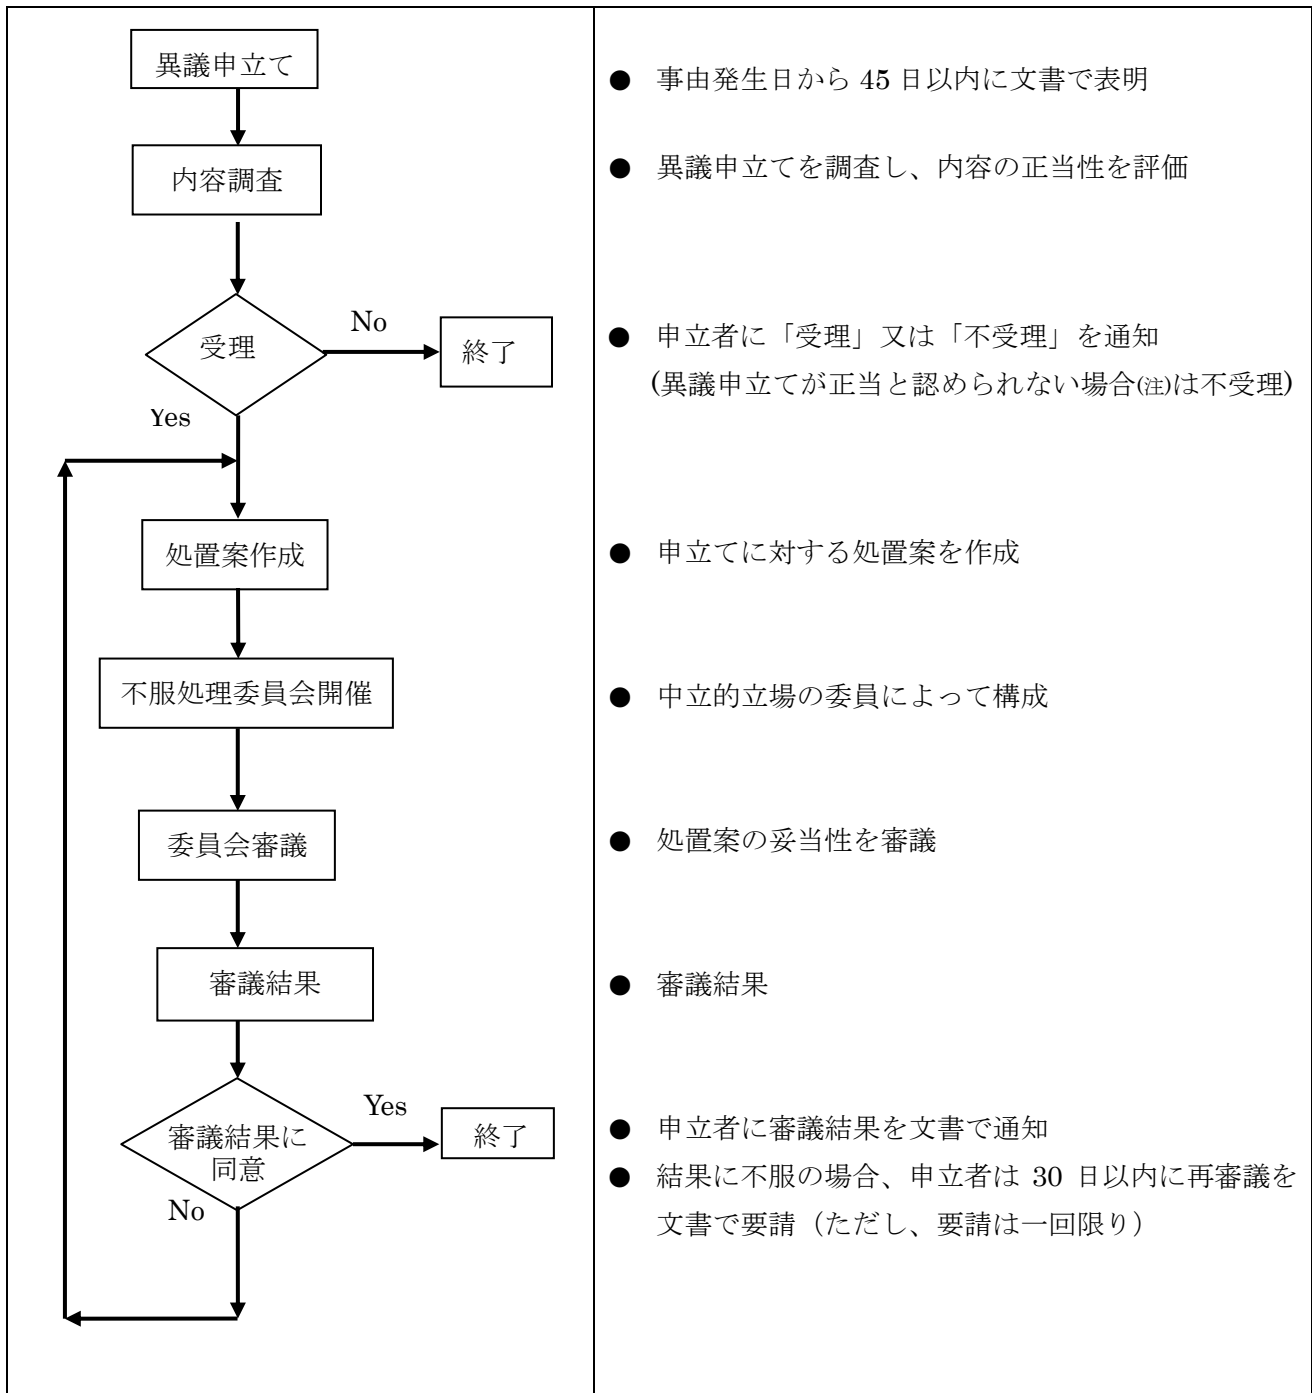 異議申立て
● 事由発生日から 45 日以内に文書で表明
内容調査
● 異議申立てを調査し、内容の正当性を評価
受理
No
終了
Yes
● 申立者に「受理」又は「不受理」を通知
(異議申立てが正当と認められない場合(注)は不受理)
処置案作成
● 申立てに対する処置案を作成
不服処理委員会開催
● 中立的立場の委員によって構成
委員会審議
● 処置案の妥当性を審議
審議結果
● 審議結果
審議結果に
同意
Yes
終了
No
● 申立者に審議結果を文書で通知
● 結果に不服の場合、申立者は 30 日以内に再審議を
文書で要請（ただし、要請は一回限り）